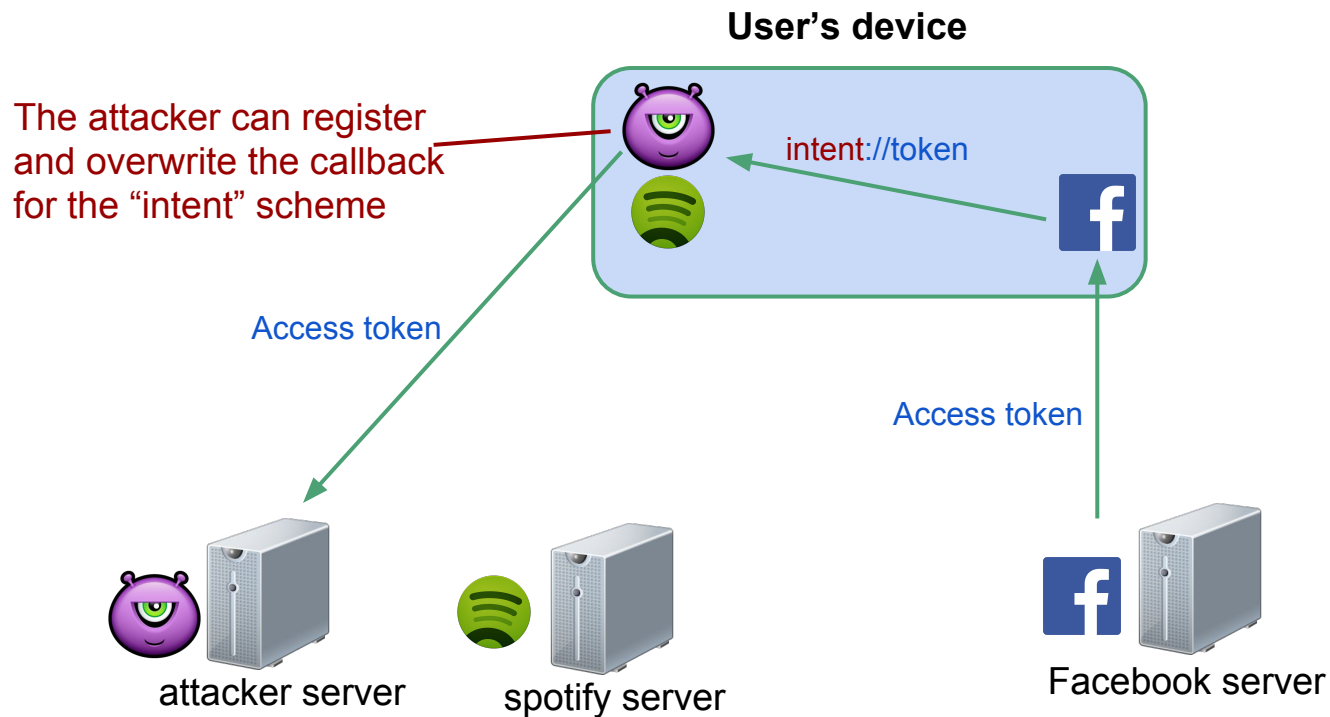 User’s device
The attacker can register
and overwrite the callback
for the “intent” scheme
intent://token
Access token
Access token
attacker server
spotify server
Facebook server